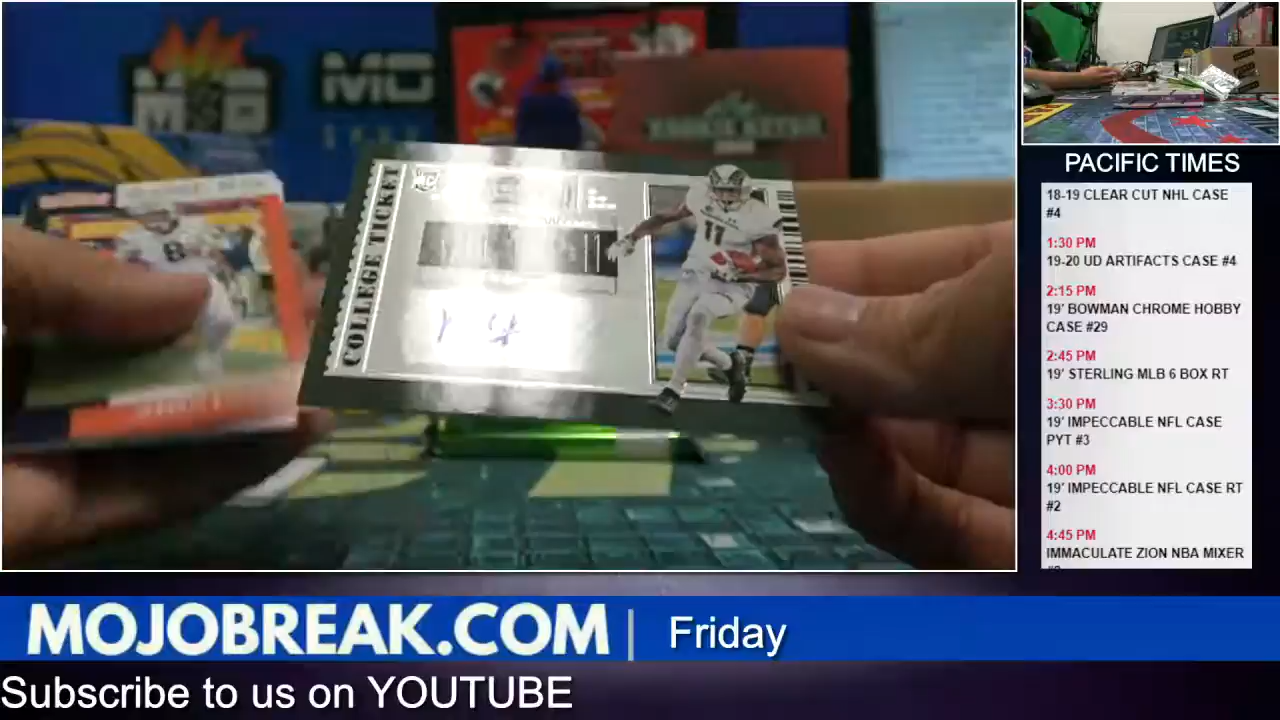 MO
COLLEGE TICKET
RC
11
11
8
PACIFIC TIMES
18-19 CLEAR CUT NHL CASE
#4
1:30 PM
19-20 UD ARTIFACTS CASE #4
2:15 PM
19' BOWMAN CHROME HOBBY
CASE #29
2:45 PM
19' STERLING MLB 6 BOX RT
3:30 PM
19' IMPECCABLE NFL CASE
PYT #3
4:00 PM
19' IMPECCABLE NFL CASE RT
#2
4:45 PM
IMMACULATE ZION NBA MIXER
MOJOBREAK.COM | Friday
Subscribe to us on YOUTUBE